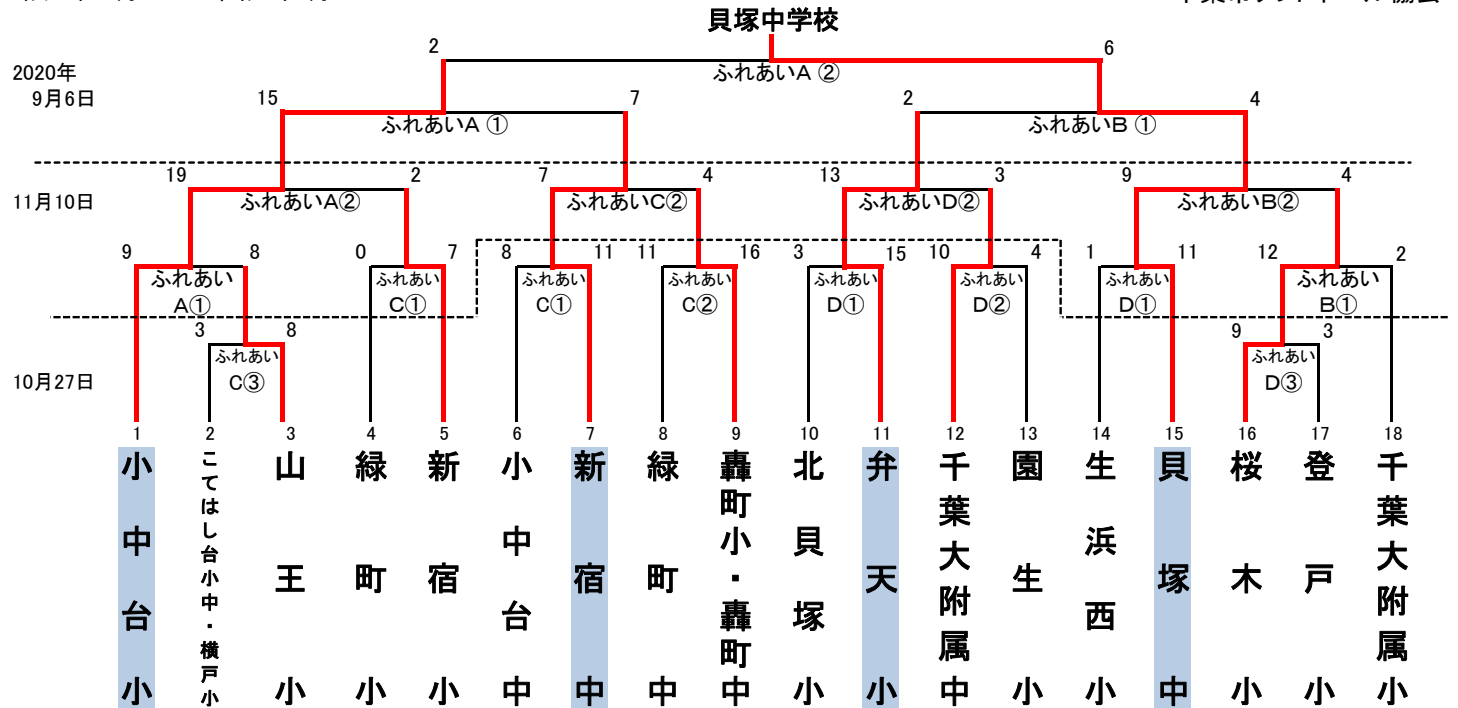 貝塚中学校
2 6
2020年
9月6日
ふれあいA ②
15 7 2 4
ふれあいA ① ふれあいB ①
19 2 7 4 13 3 9 4
11月10日
ふれあいA② ふれあいC② ふれあいD② ふれあいB②
9 8 0 7 8 11 11 16 3 15 10 4 1 11 12 2
ふれあい ふれあい ふれあい ふれあい ふれあい ふれあい ふれあい ふれあい
A① C① C① C② D① D② D① B①
3 8 9 3
ふれあい ふれあい
10月27日
C③ D③
1 2 3 4 5 6 7 8 9 10 11 12 13 14 15 16 17 18
小中台小
こてはし台小中・横戸小
山王小
緑町小
新宿小
小中台中
新宿中
緑町中
轟町小・轟町中
北貝塚小
弁天小
千葉大附属中
園生小
生浜西小
貝塚中
桜木小
登戸小
千葉大附属小